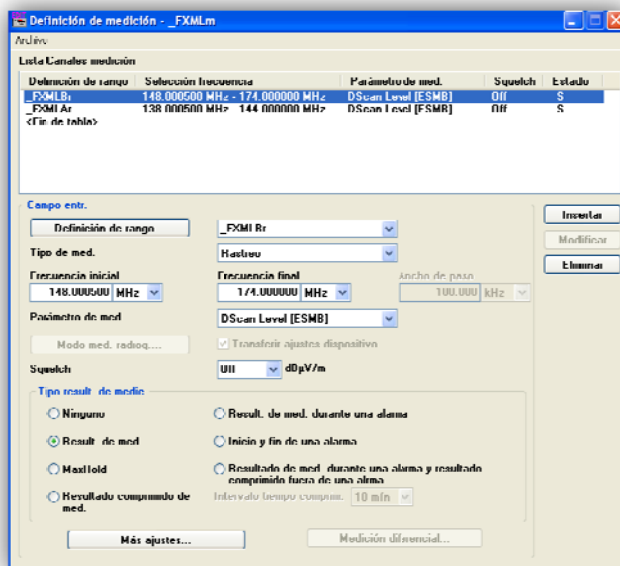 Definición de medición - _FXMLm
Archivo
Lista Canales medición
Definición de rango Selección frecuencia Parámetro de med. Squelch Estado
_FXMLBr 148.000500 MHz - 174.000000 MHz DScan Level [ESMB] Off S
_FXMLAr 138.000500 MHz - 144.000000 MHz DScan Level [ESMB] Off S
<Fin de tabla>
Campo entr.
Insertar
Definición de rango _FXMLBr
Modificar
Tipo de med. Rastreo
Eliminar
Frecuencia inicial Frecuencia final Ancho de paso
148.000500 MHz 174.000000 MHz 100.000 kHz
Parámetro de med DScan Level [ESMB]
Modo med. radiog.... Transferir ajustes dispositivo
Squelch Off dBµV/m
Tipo result. de medic
Ninguno Result. de med. durante una alarma
Result. de med Inicio y fin de una alarma
MaxHold Resultado de med. durante una alarma y resultado
comprimido fuera de una alrma
Resultado comprimido de Intervalo tiempo comprim. 10 min
med.
Más ajustes... Medición diferencial...